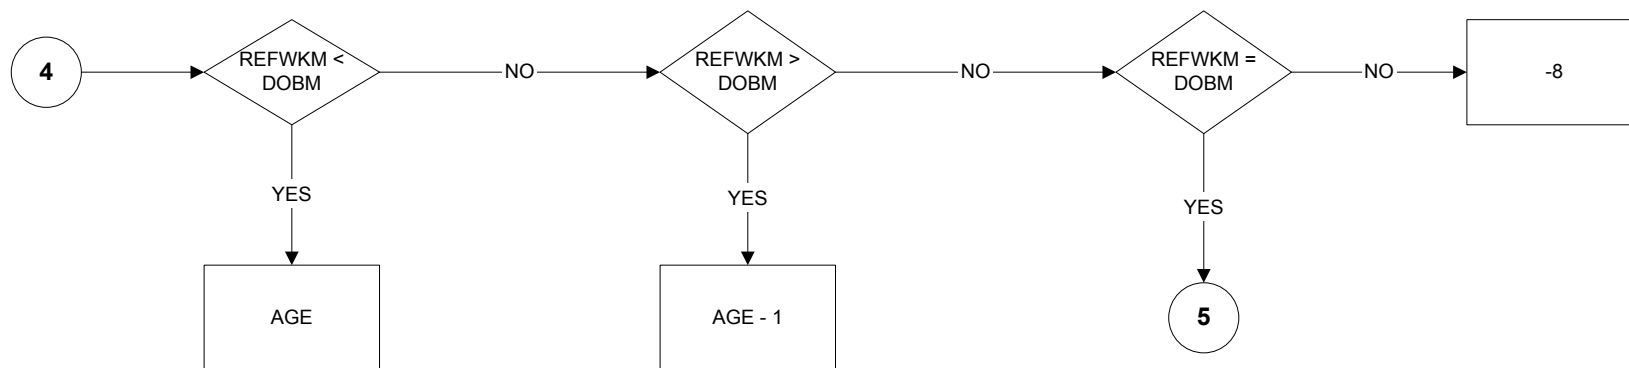 4
REFWKM <
DOBM
NO
REFWKM >
DOBM
NO
REFWKM =
DOBM
NO
-8
YES
YES
YES
AGE
AGE - 1
5